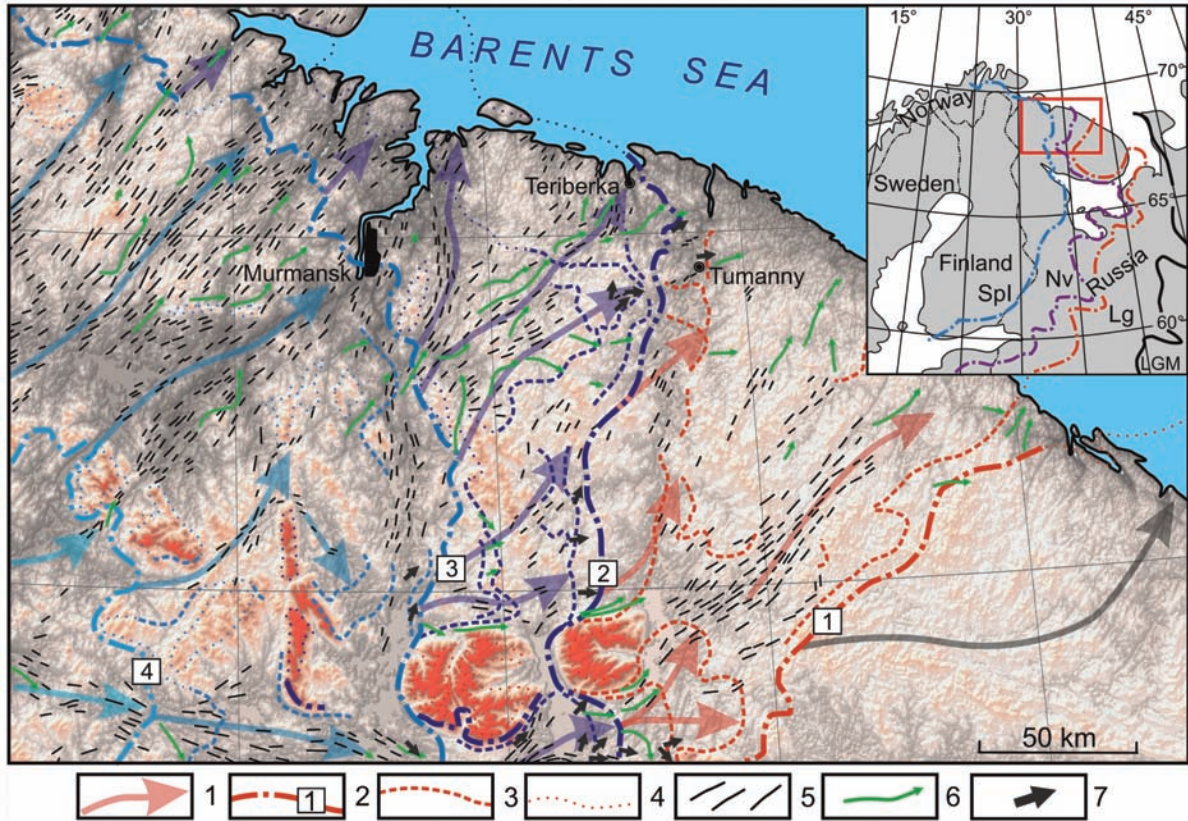 BARENTS SEA
Teriberka
Murmansk
Tumanny
3
2
1
4
50 km
15°
30°
45°
70°
Norway
Sweden
65°
Finland
Spl
Nv
Russia
Lg
60°
LGM
1
1
2
3
4
5
6
7